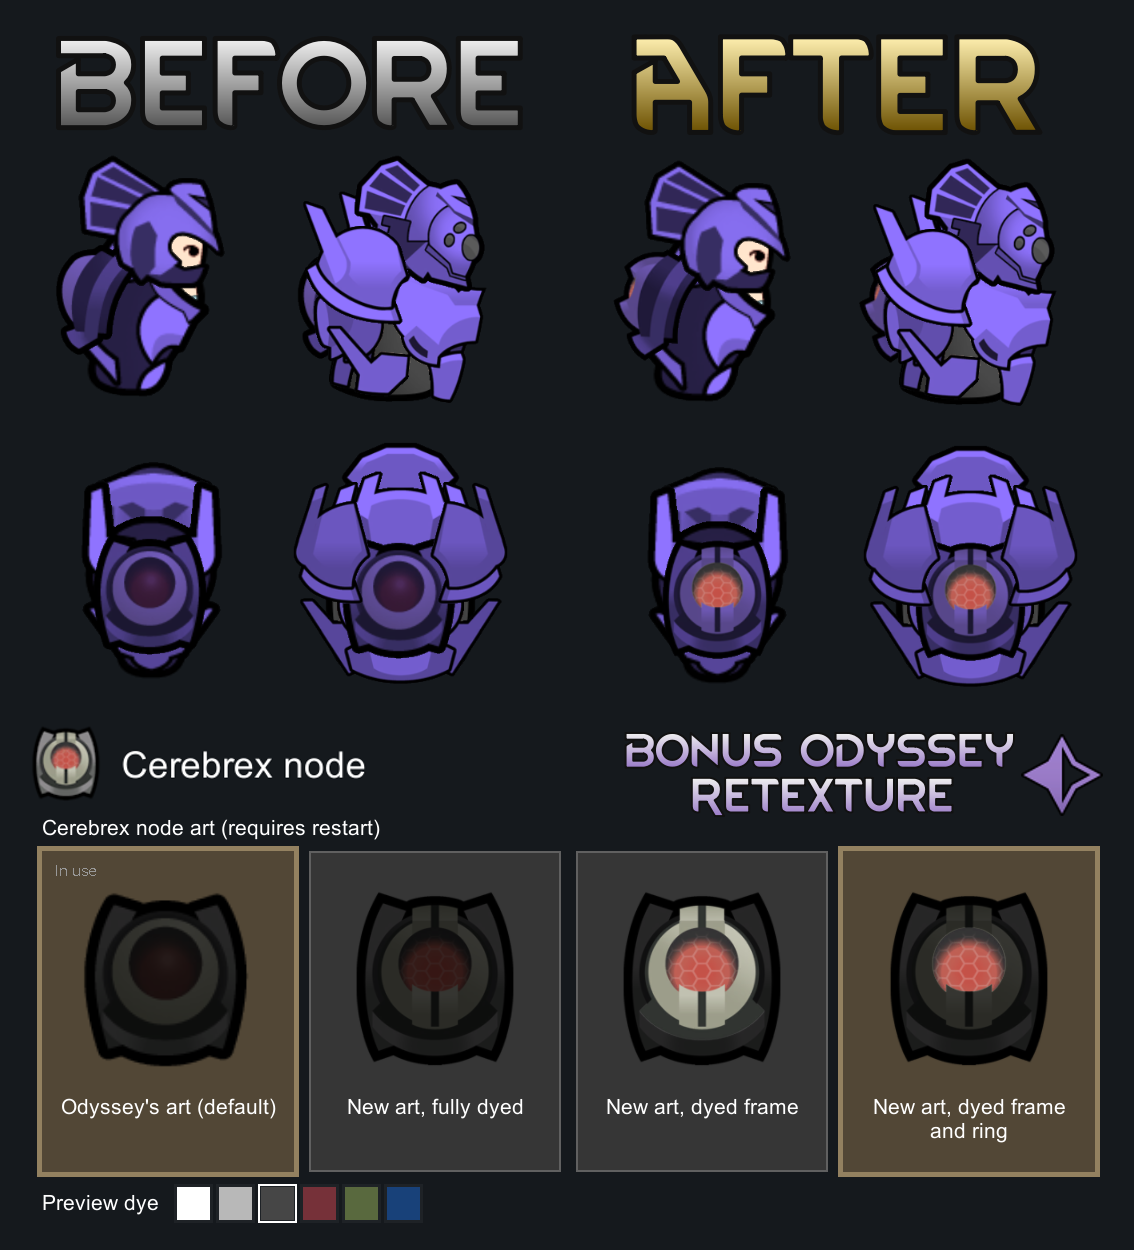 BEFORE
AFTER
Cerebrex node
BONUS ODYSSEY
RETEXTURE
Cerebrex node art (requires restart)
In use
Odyssey's art (default)
New art, fully dyed
New art, dyed frame
New art, dyed frame
and ring
Preview dye